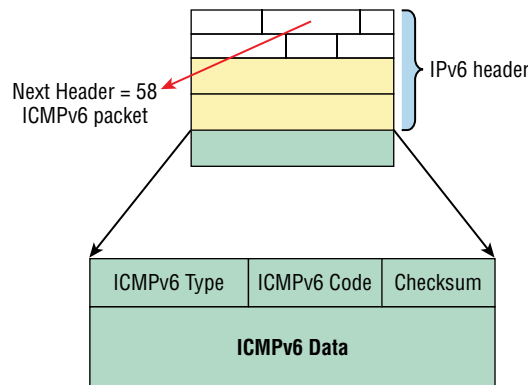 IPv6 header
Next Header = 58
ICMPv6 packet
ICMPv6 Type ICMPv6 Code Checksum
ICMPv6 Data